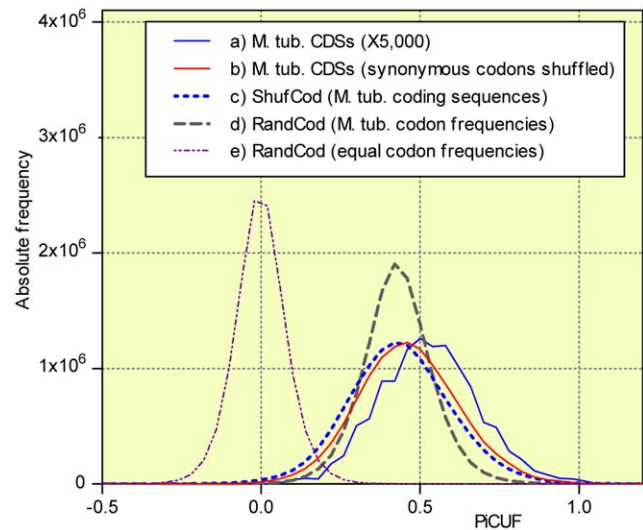 4x10⁶
a) M. tub. CDSs (X5,000)
b) M. tub. CDSs (synonymous codons shuffled)
c) ShufCod (M. tub. coding sequences)
d) RandCod (M. tub. codon frequencies)
e) RandCod (equal codon frequencies)
3x10⁶
2x10⁶
1x10⁶
0
Absolute frequency
-0.5
0.0
0.5
1.0
PiCUF